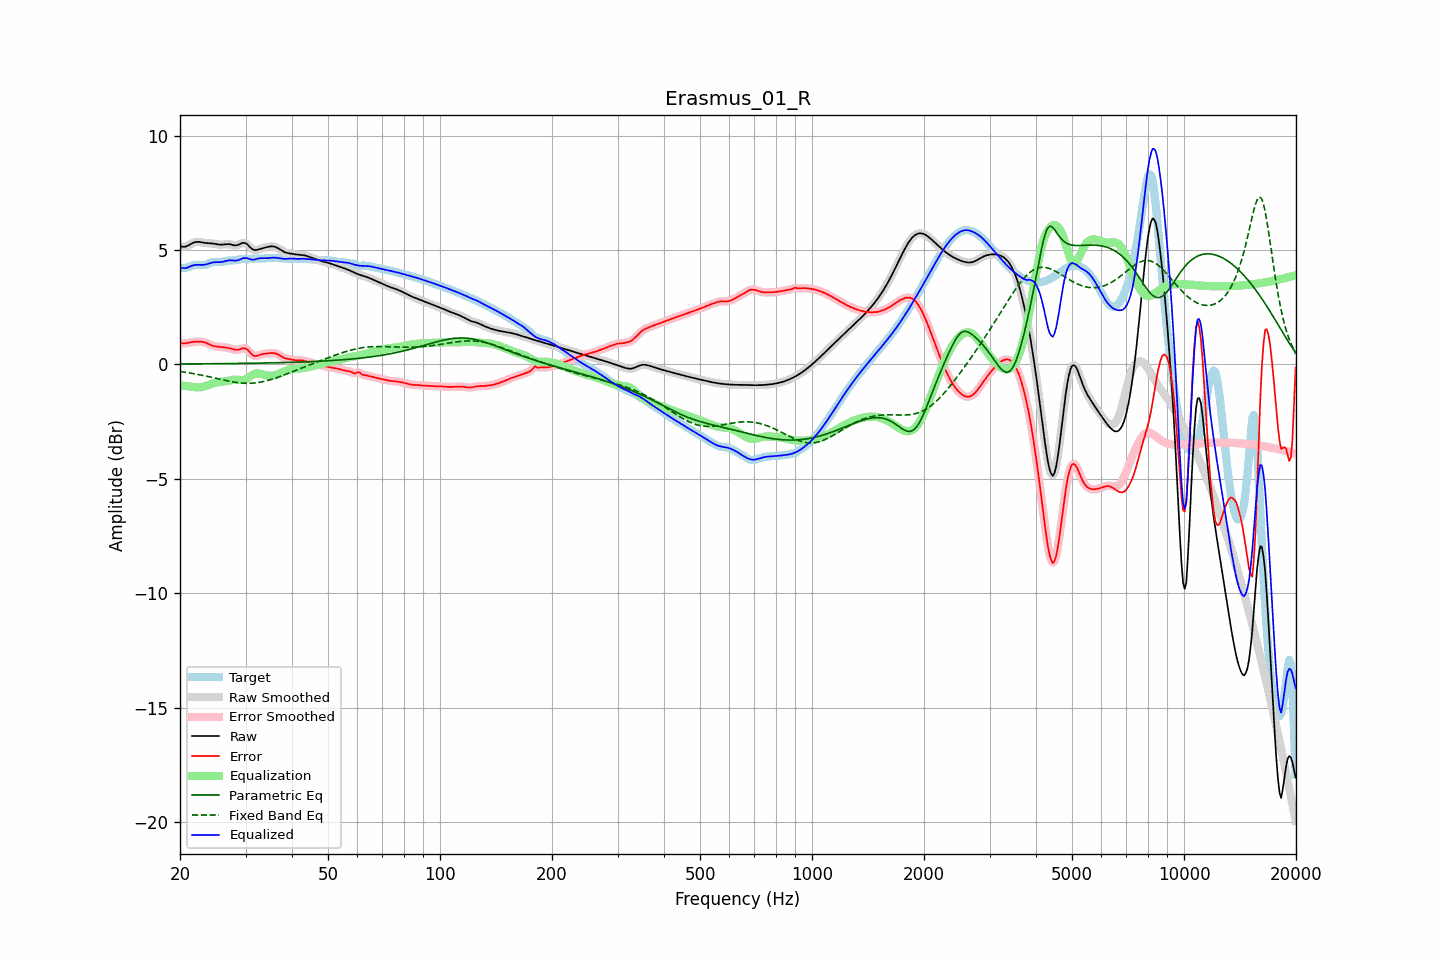 Erasmus_01_R
10
5
0
−5
−10
−15
−20
Amplitude (dBr)
Target
Raw Smoothed
Error Smoothed
Raw
Error
Equalization
Parametric Eq
Fixed Band Eq
Equalized
20 50 100 200 500 1000 2000 5000 10000 20000
Frequency (Hz)